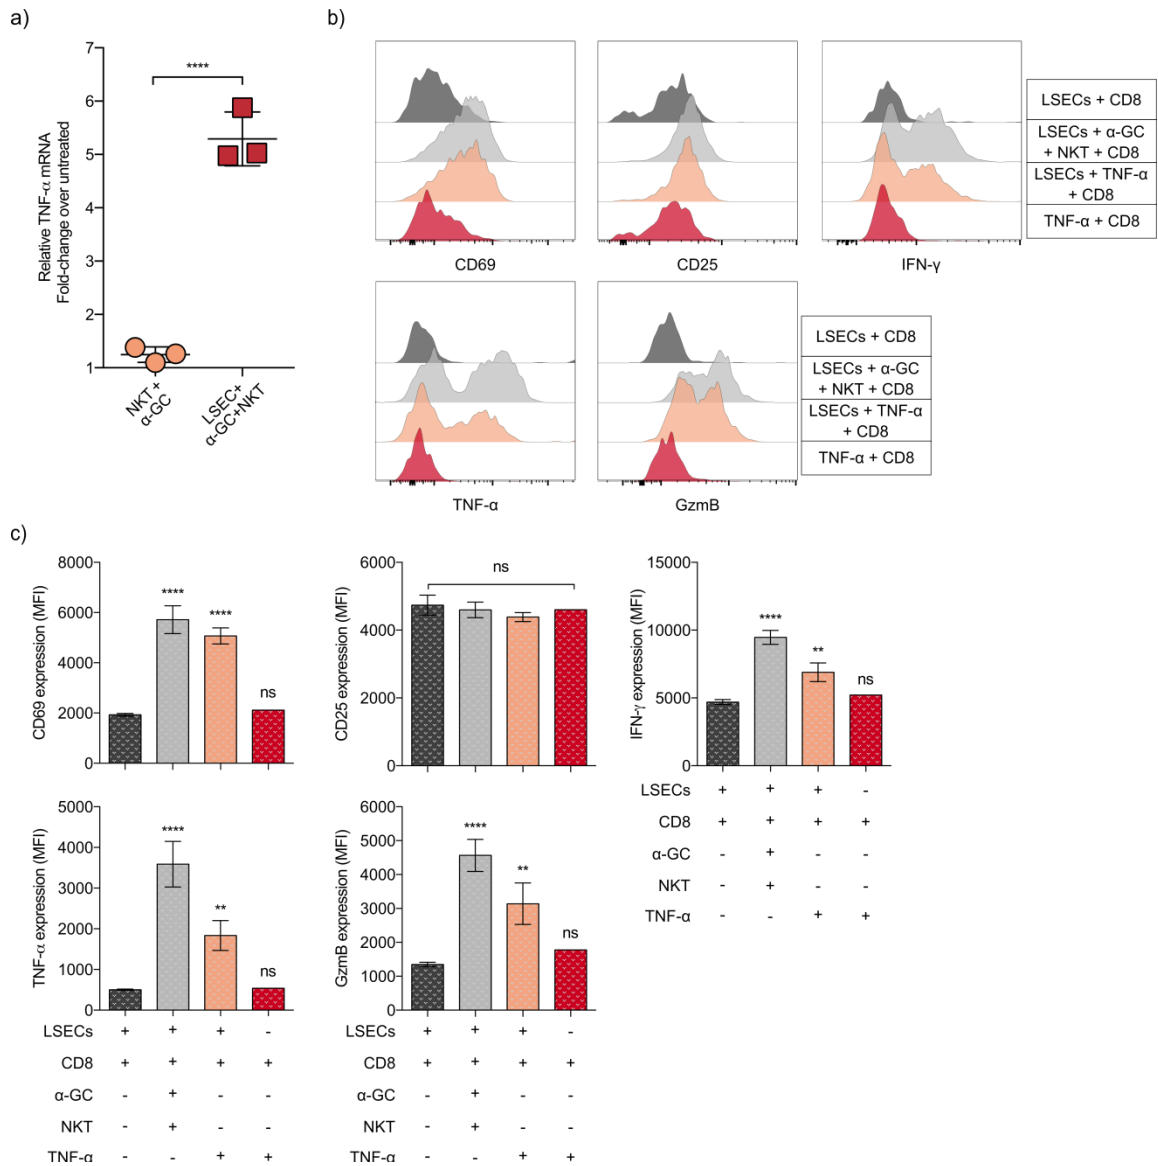 a)
b)
7
6
5
4
3
2
1
Relative TNF-α mRNA
Fold-change over untreated
****
NKT+
α-GC
LSEC+
α-GC+NKT
CD69
CD25
IFN-γ
LSECs + CD8
LSECs + α-GC
+ NKT + CD8
LSECs + TNF-α
+ CD8
TNF-α + CD8
TNF-α
GzmB
LSECs + CD8
LSECs + α-GC
+ NKT + CD8
LSECs + TNF-α
+ CD8
TNF-α + CD8
c)
CD69 expression (MFI)
8000
6000
4000
2000
0
**** **** ns
CD25 expression (MFI)
6000
4000
2000
0
ns
IFN-γ expression (MFI)
15000
10000
5000
0
**** ** ns
LSECs + + + -
CD8 + + + +
α-GC - + - -
NKT - + - -
TNF-α - - + +
TNF-α expression (MFI)
5000
4000
3000
2000
1000
0
**** ** ns
LSECs + + + -
CD8 + + + +
α-GC - + - -
NKT - + - -
TNF-α - - + +
GzmB expression (MFI)
6000
5000
4000
3000
2000
1000
0
**** ** ns
LSECs + + + -
CD8 + + + +
α-GC - + - -
NKT - + - -
TNF-α - - + +